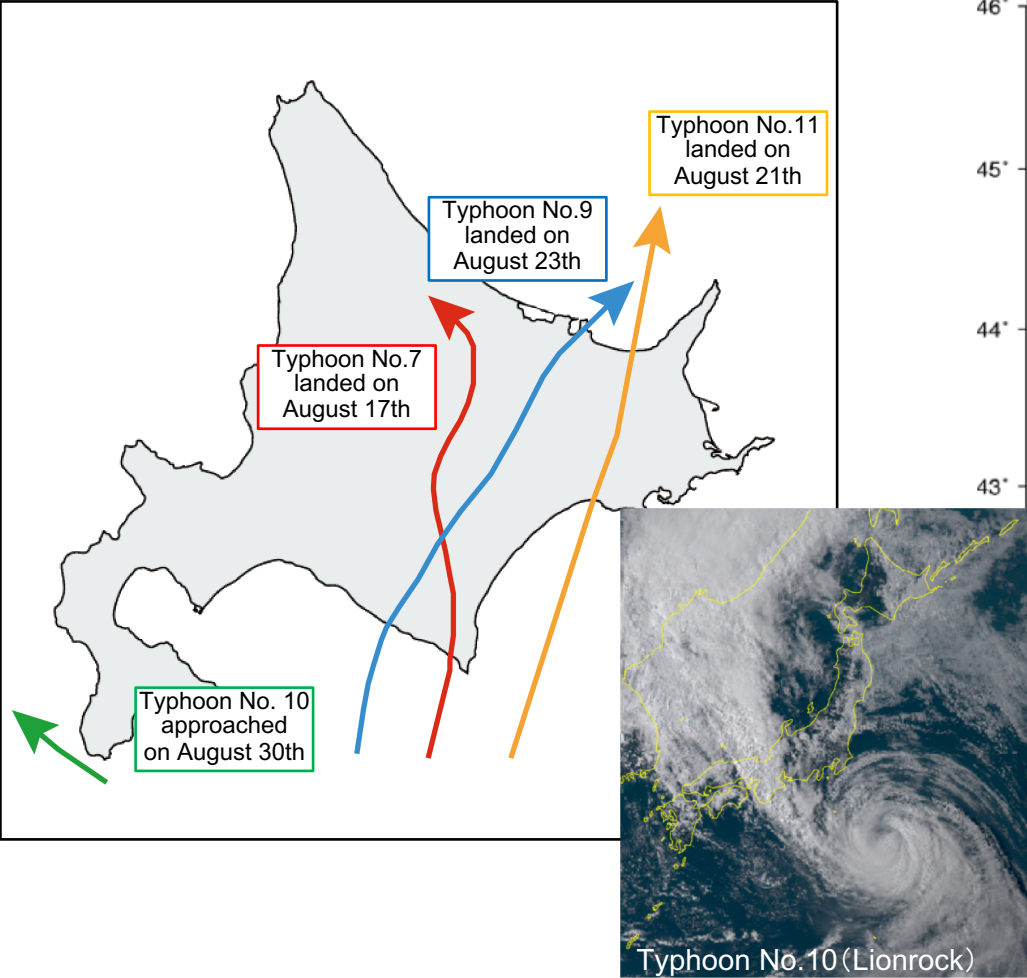 46°
Typhoon No.11
landed on
August 21th
45°
Typhoon No.9
landed on
August 23th
44°
Typhoon No.7
landed on
August 17th
43°
Typhoon No. 10
approached
on August 30th
Typhoon No.10(Lionrock)